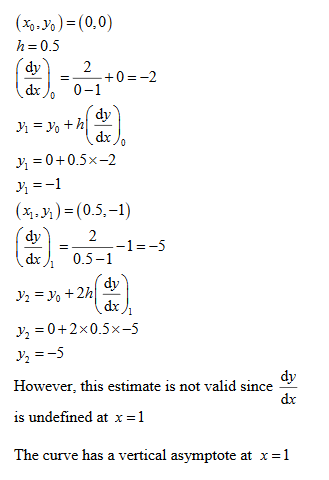 (x₀, y₀) = (0,0)
h = 0.5
(dy/dx)₀ = 2/(0−1) + 0 = −2
y₁ = y₀ + h(dy/dx)₀
y₁ = 0 + 0.5×−2
y₁ = −1
(x₁, y₁) = (0.5, −1)
(dy/dx)₁ = 2/(0.5−1) − 1 = −5
y₂ = y₀ + 2h(dy/dx)₁
y₂ = 0 + 2×0.5×−5
y₂ = −5
However, this estimate is not valid since dy/dx
is undefined at x = 1
The curve has a vertical asymptote at x = 1